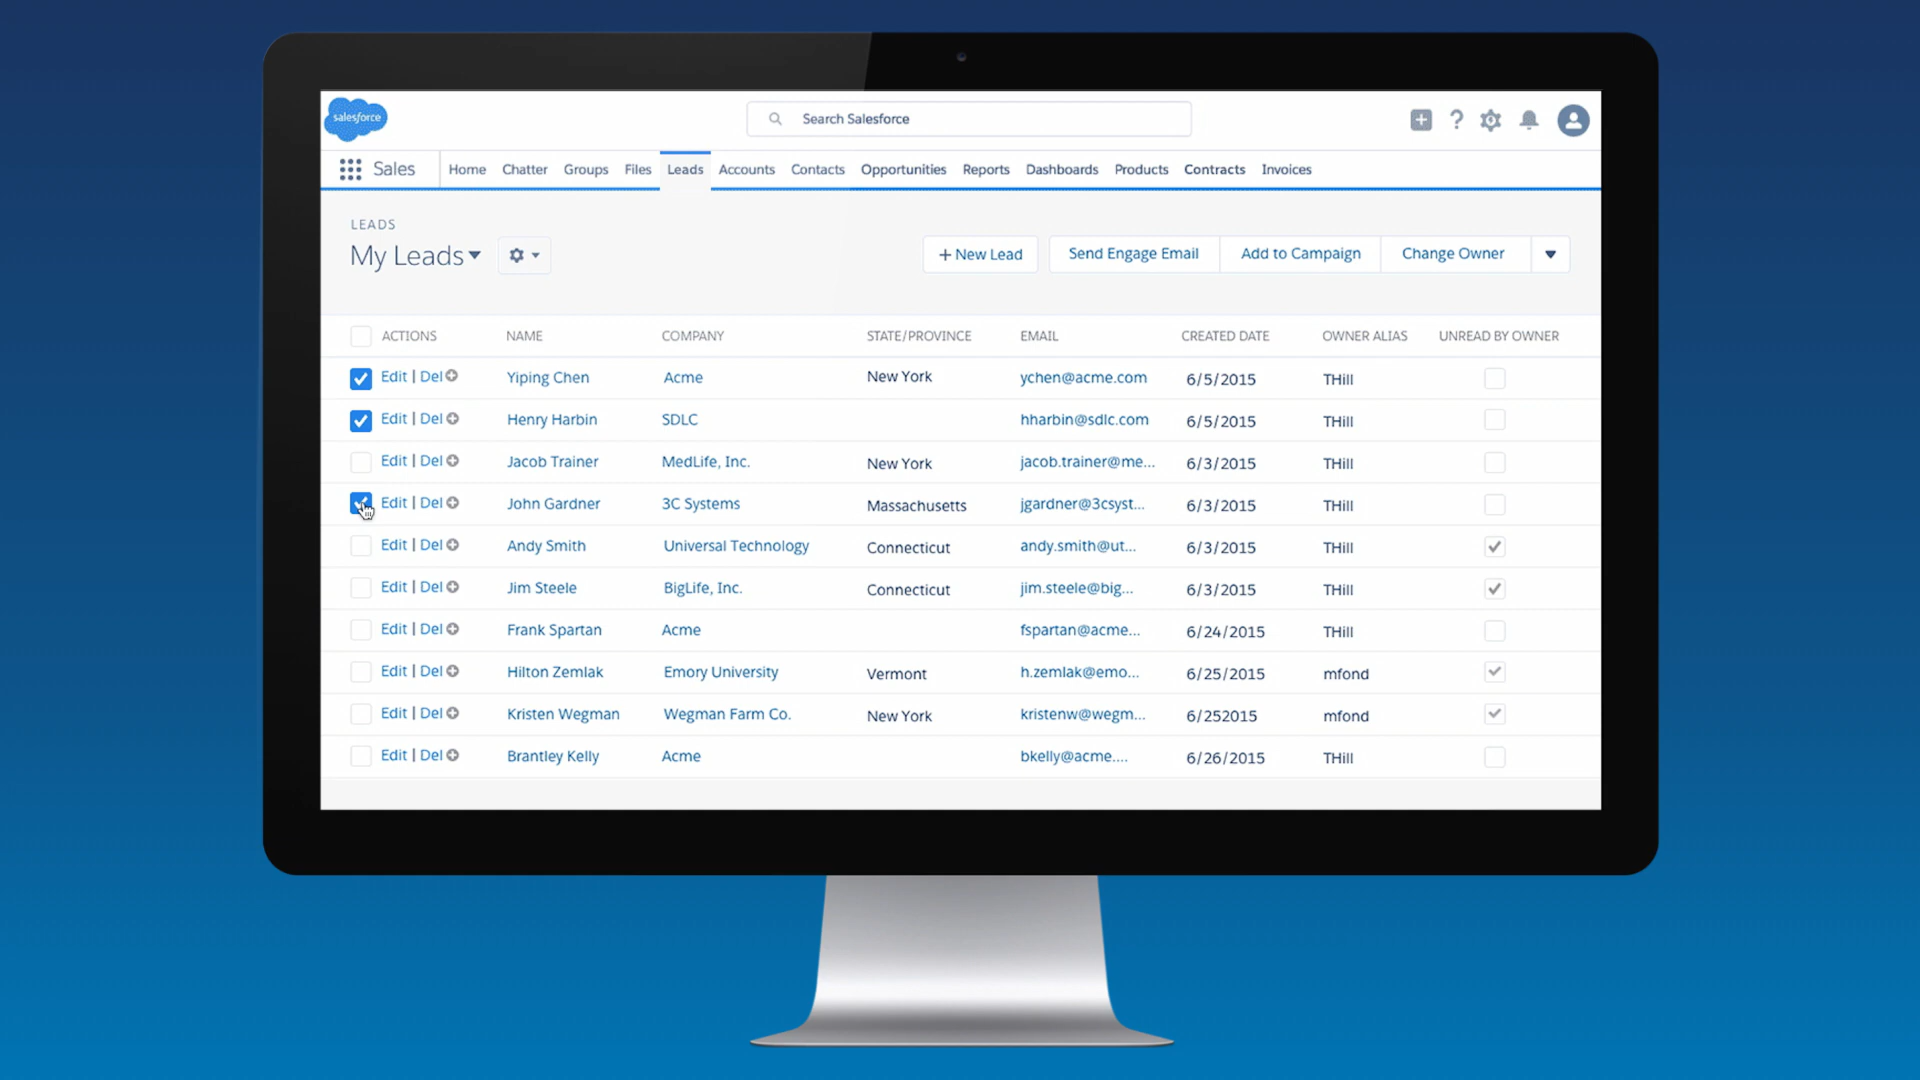 salesforce
Search Salesforce
Sales Home Chatter Groups Files Leads Accounts Contacts Opportunities Reports Dashboards Products Contracts Invoices
LEADS
My Leads
+ New Lead Send Engage Email Add to Campaign Change Owner
ACTIONS NAME COMPANY STATE/PROVINCE EMAIL CREATED DATE OWNER ALIAS UNREAD BY OWNER
Edit | Del Yiping Chen Acme New York ychen@acme.com 6/5/2015 THill
Edit | Del Henry Harbin SDLC hharbin@sdlc.com 6/5/2015 THill
Edit | Del Jacob Trainer MedLife, Inc. New York jacob.trainer@me... 6/3/2015 THill
Edit | Del John Gardner 3C Systems Massachusetts jgardner@3csyst... 6/3/2015 THill
Edit | Del Andy Smith Universal Technology Connecticut andy.smith@ut... 6/3/2015 THill
Edit | Del Jim Steele BigLife, Inc. Connecticut jim.steele@big... 6/3/2015 THill
Edit | Del Frank Spartan Acme fspartan@acme... 6/24/2015 THill
Edit | Del Hilton Zemlak Emory University Vermont h.zemlak@emo... 6/25/2015 mfond
Edit | Del Kristen Wegman Wegman Farm Co. New York kristenw@wegm... 6/252015 mfond
Edit | Del Brantley Kelly Acme bkelly@acme.... 6/26/2015 THill